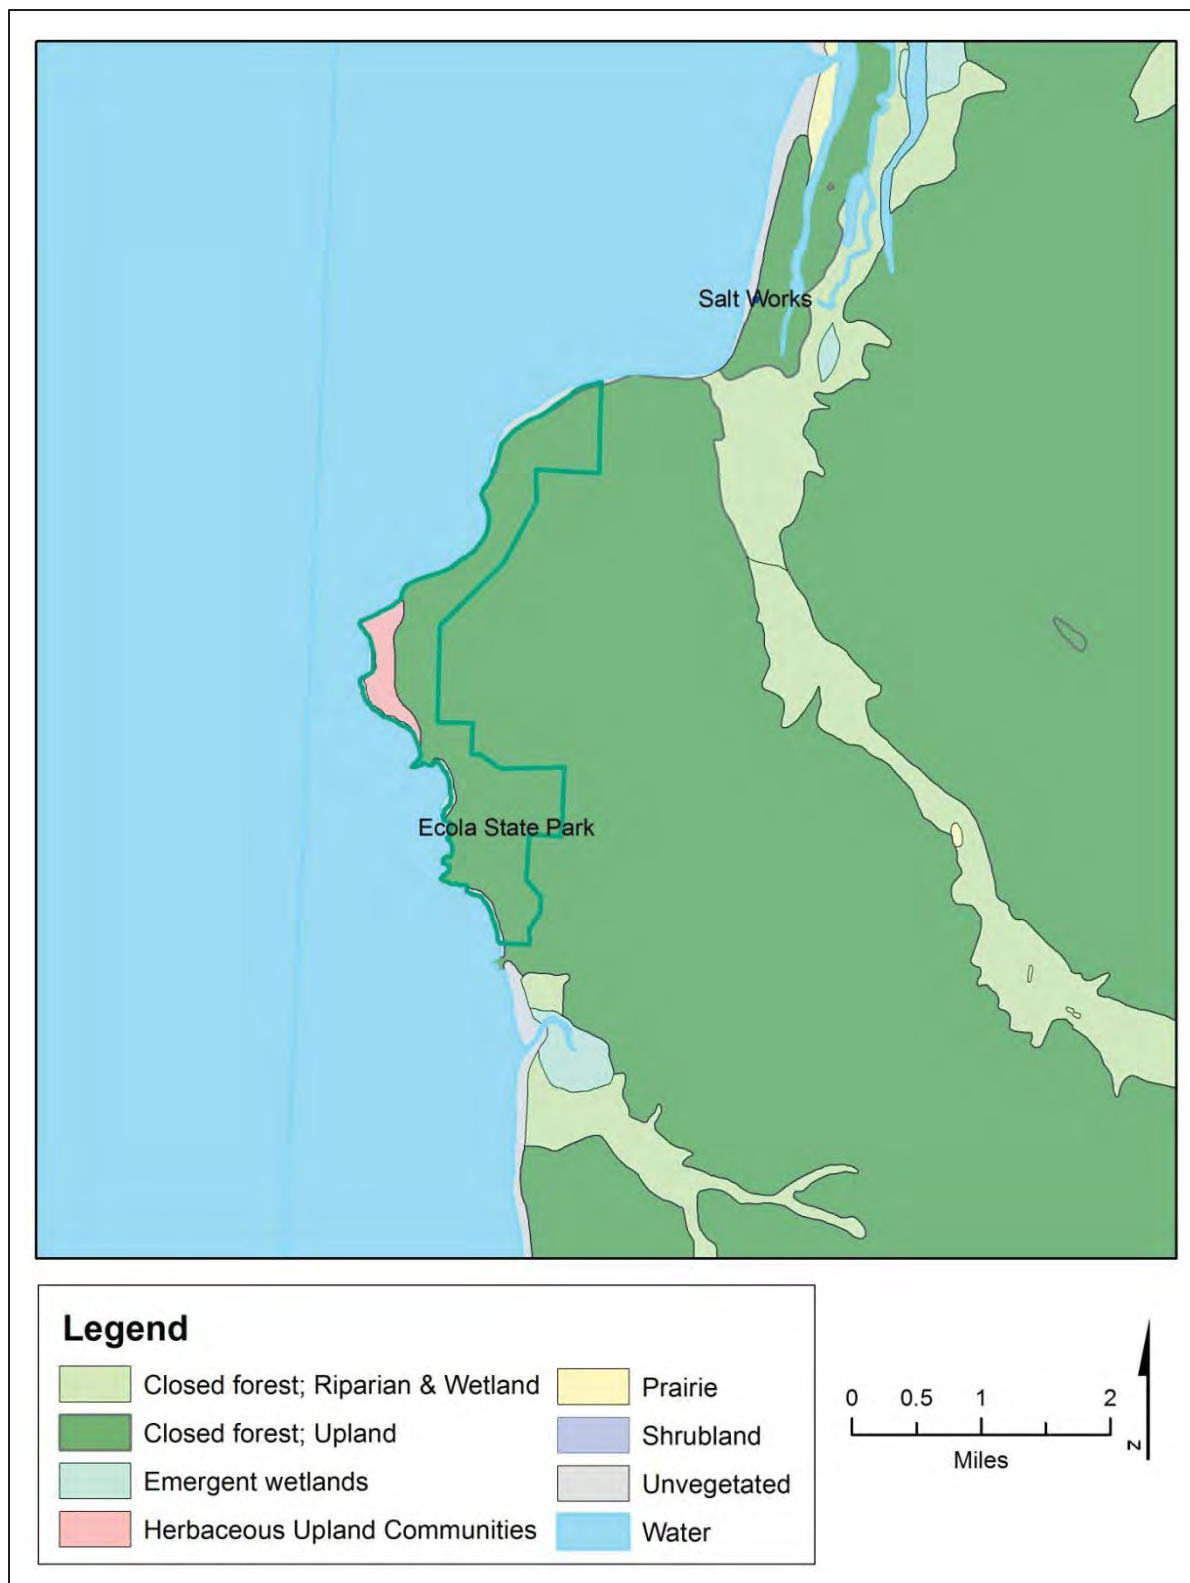 Salt Works
Ecola State Park
Legend
Closed forest; Riparian & Wetland
Closed forest; Upland
Emergent wetlands
Herbaceous Upland Communities
Prairie
Shrubland
Unvegetated
Water
0 0.5 1 2
Miles
N